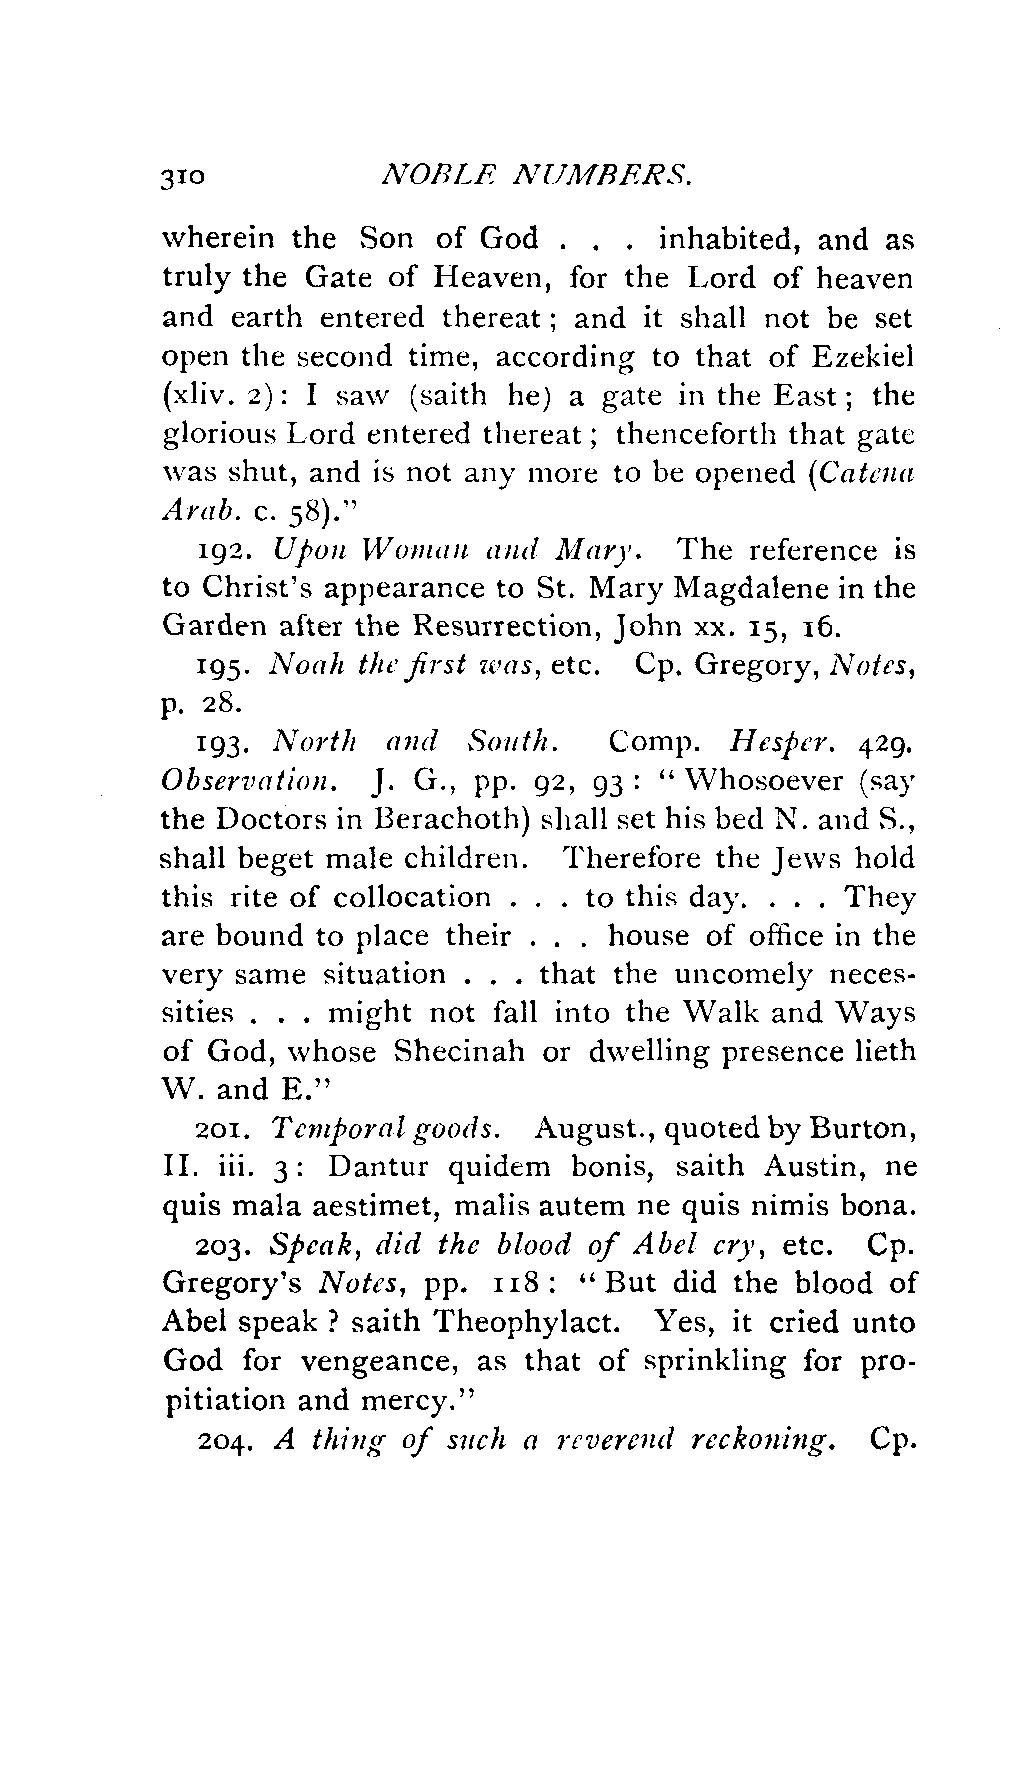 310 NOBLE NUMBERS.
wherein the Son of God . . . inhabited, and as
truly the Gate of Heaven, for the Lord of heaven
and earth entered thereat ; and it shall not be set
open the second time, according to that of Ezekiel
(xliv. 2) : I saw (saith he) a gate in the East ; the
glorious Lord entered thereat ; thenceforth that gate
was shut, and is not any more to be opened (Catena
Arab. c. 58)."
192. Upon Woman and Mary. The reference is
to Christ's appearance to St. Mary Magdalene in the
Garden after the Resurrection, John xx. 15, 16.
195. Noah the first was, etc. Cp. Gregory, Notes,
p. 28.
193. North and South. Comp. Hesper. 429.
Observation. J. G., pp. 92, 93 : " Whosoever (say
the Doctors in Berachoth) shall set his bed N. and S.,
shall beget male children. Therefore the Jews hold
this rite of collocation . . . to this day. . . . They
are bound to place their . . . house of office in the
very same situation . . . that the uncomely neces-
sities . . . might not fall into the Walk and Ways
of God, whose Shecinah or dwelling presence lieth
W. and E."
201. Temporal goods. August., quoted by Burton,
II. iii. 3 : Dantur quidem bonis, saith Austin, ne
quis mala aestimet, malis autem ne quis nimis bona.
203. Speak, did the blood of Abel cry, etc. Cp.
Gregory's Notes, pp. 118 : " But did the blood of
Abel speak ? saith Theophylact. Yes, it cried unto
God for vengeance, as that of sprinkling for pro-
pitiation and mercy."
204. A thing of such a reverend reckoning. Cp.